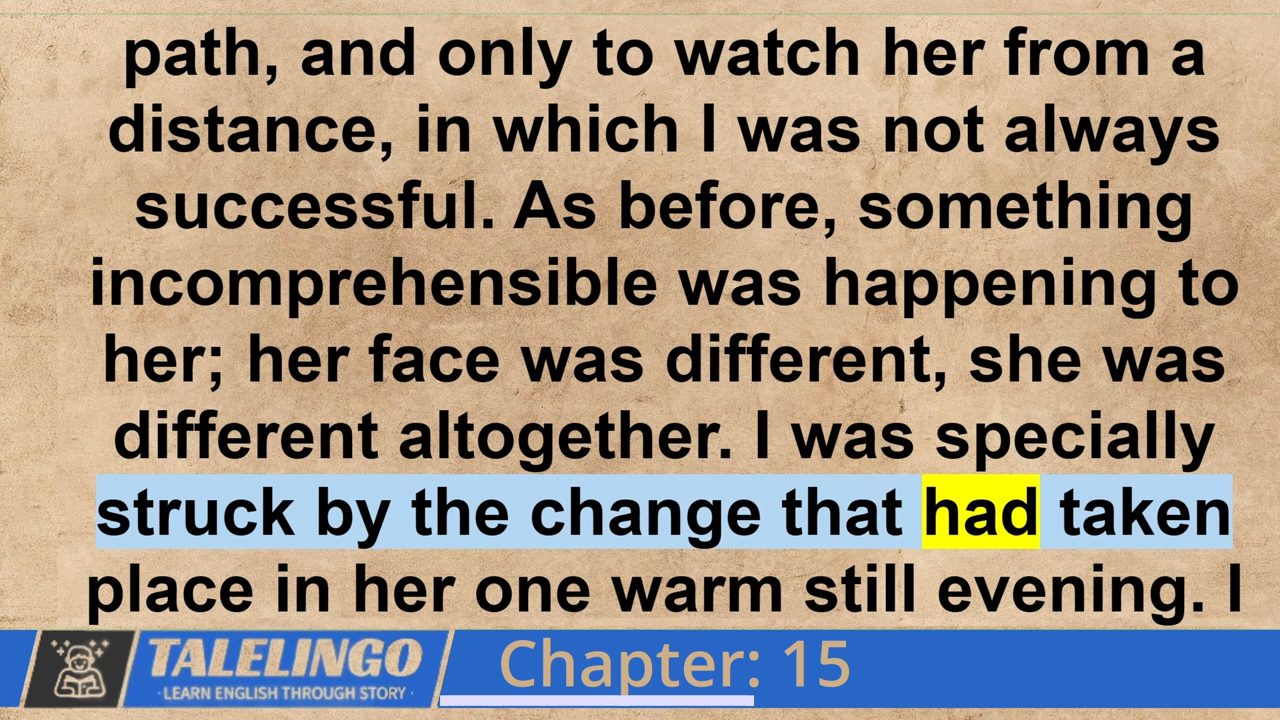 path, and only to watch her from a
distance, in which I was not always
successful. As before, something
incomprehensible was happening to
her; her face was different, she was
different altogether. I was specially
struck by the change that had taken
place in her one warm still evening. I
TALELINGO
· LEARN ENGLISH THROUGH STORY ·
Chapter: 15